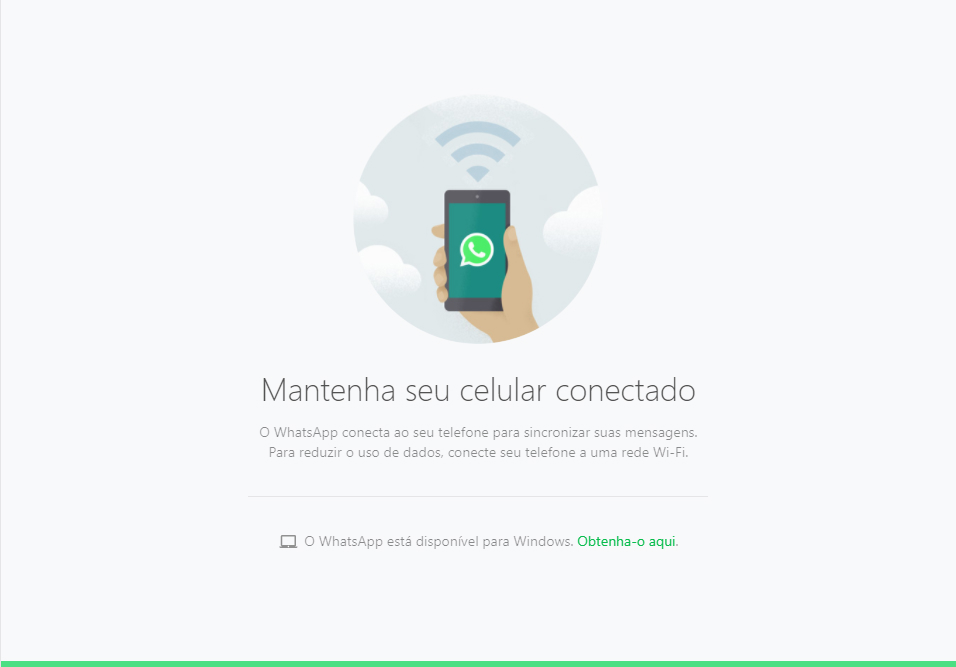 Mantenha seu celular conectado
O WhatsApp conecta ao seu telefone para sincronizar suas mensagens.
Para reduzir o uso de dados, conecte seu telefone a uma rede Wi-Fi.
O WhatsApp está disponível para Windows. Obtenha-o aqui.